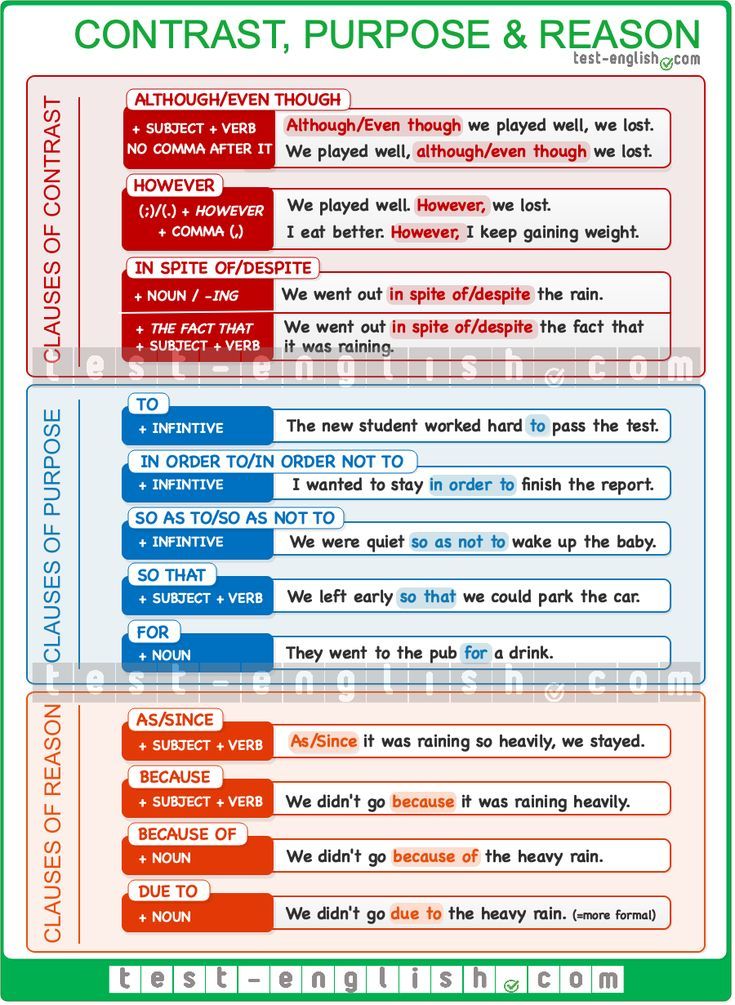 CONTRAST, PURPOSE & REASON
test-english.com
CLAUSES OF CONTRAST
ALTHOUGH/EVEN THOUGH
+ SUBJECT + VERB
NO COMMA AFTER IT
Although/Even though we played well, we lost.
We played well, although/even though we lost.
HOWEVER
(;)/(.) + HOWEVER
+ COMMA (,)
We played well. However, we lost.
I eat better. However, I keep gaining weight.
IN SPITE OF/DESPITE
+ NOUN / -ING
We went out in spite of/despite the rain.
+ THE FACT THAT
+ SUBJECT + VERB
We went out in spite of/despite the fact that
it was raining.
test-english.com
CLAUSES OF PURPOSE
TO
+ INFINTIVE
The new student worked hard to pass the test.
IN ORDER TO/IN ORDER NOT TO
+ INFINTIVE
I wanted to stay in order to finish the report.
SO AS TO/SO AS NOT TO
+ INFINTIVE
We were quiet so as not to wake up the baby.
SO THAT
+ SUBJECT + VERB
We left early so that we could park the car.
FOR
+ NOUN
They went to the pub for a drink.
test-english.com
CLAUSES OF REASON
AS/SINCE
+ SUBJECT + VERB
As/Since it was raining so heavily, we stayed.
BECAUSE
+ SUBJECT + VERB
We didn't go because it was raining heavily.
BECAUSE OF
+ NOUN
We didn't go because of the heavy rain.
DUE TO
+ NOUN
We didn't go due to the heavy rain. (=more formal)
test-english.com